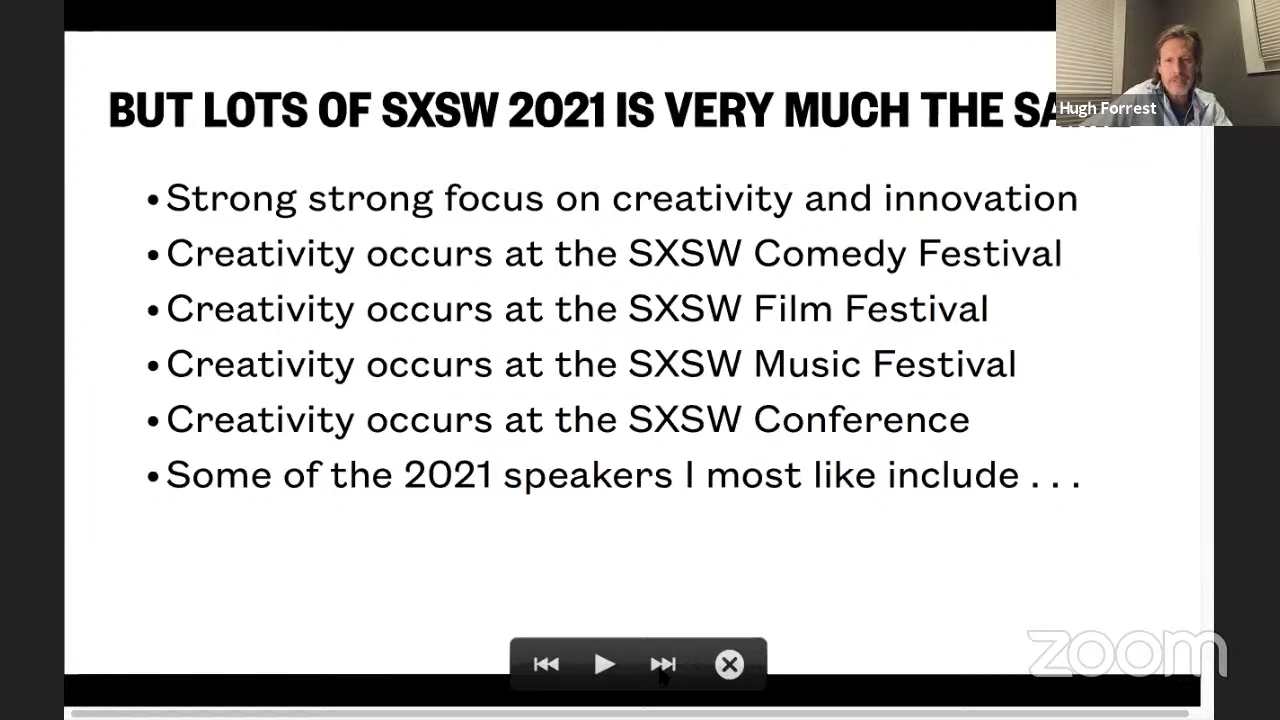 BUT LOTS OF SXSW 2021 IS VERY MUCH THE
Hugh Forrest
• Strong strong focus on creativity and innovation
• Creativity occurs at the SXSW Comedy Festival
• Creativity occurs at the SXSW Film Festival
• Creativity occurs at the SXSW Music Festival
• Creativity occurs at the SXSW Conference
• Some of the 2021 speakers I most like include . . .
zoom